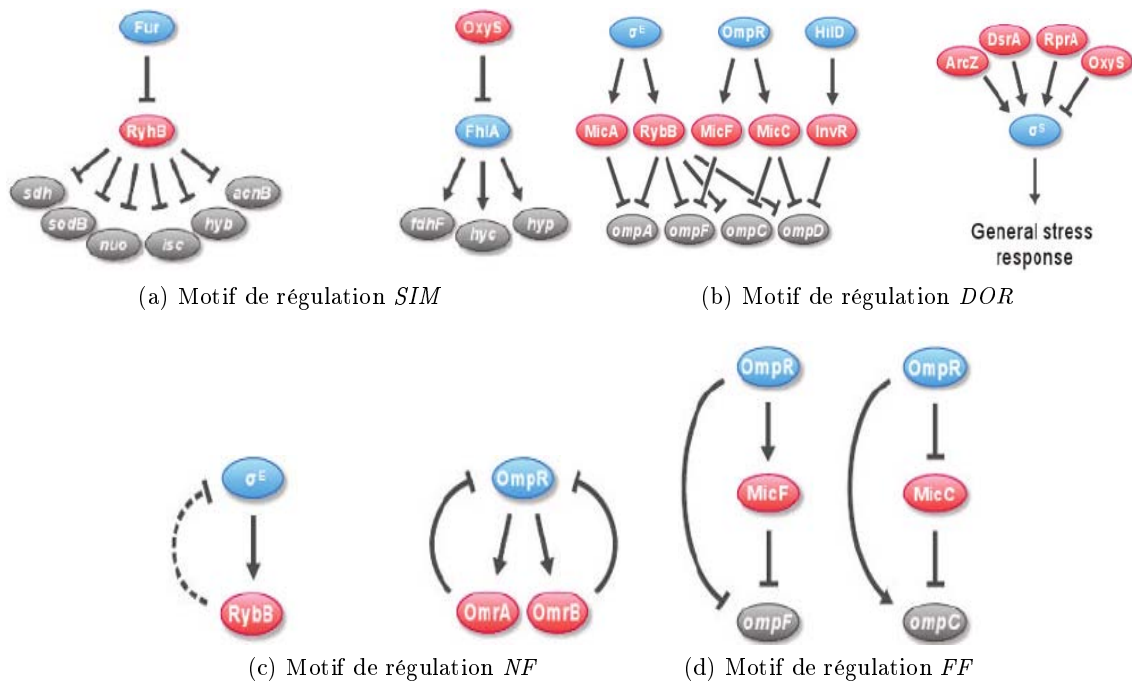 Fur
OxyS
σE
OmpR
HilD
DsrA
RprA
ArcZ
OxyS
RyhB
FhlA
MicA
RybB
MicF
MicC
InvR
σS
sdh
acnB
sodB
hyb
nuo
isc
fdhF
hyp
hyc
ompA
ompF
ompC
ompD
General stress
response
(a) Motif de régulation SIM
(b) Motif de régulation DOR
σE
OmpR
RybB
OmrA
OmrB
OmpR
OmpR
MicF
MicC
ompF
ompC
(c) Motif de régulation NF
(d) Motif de régulation FF